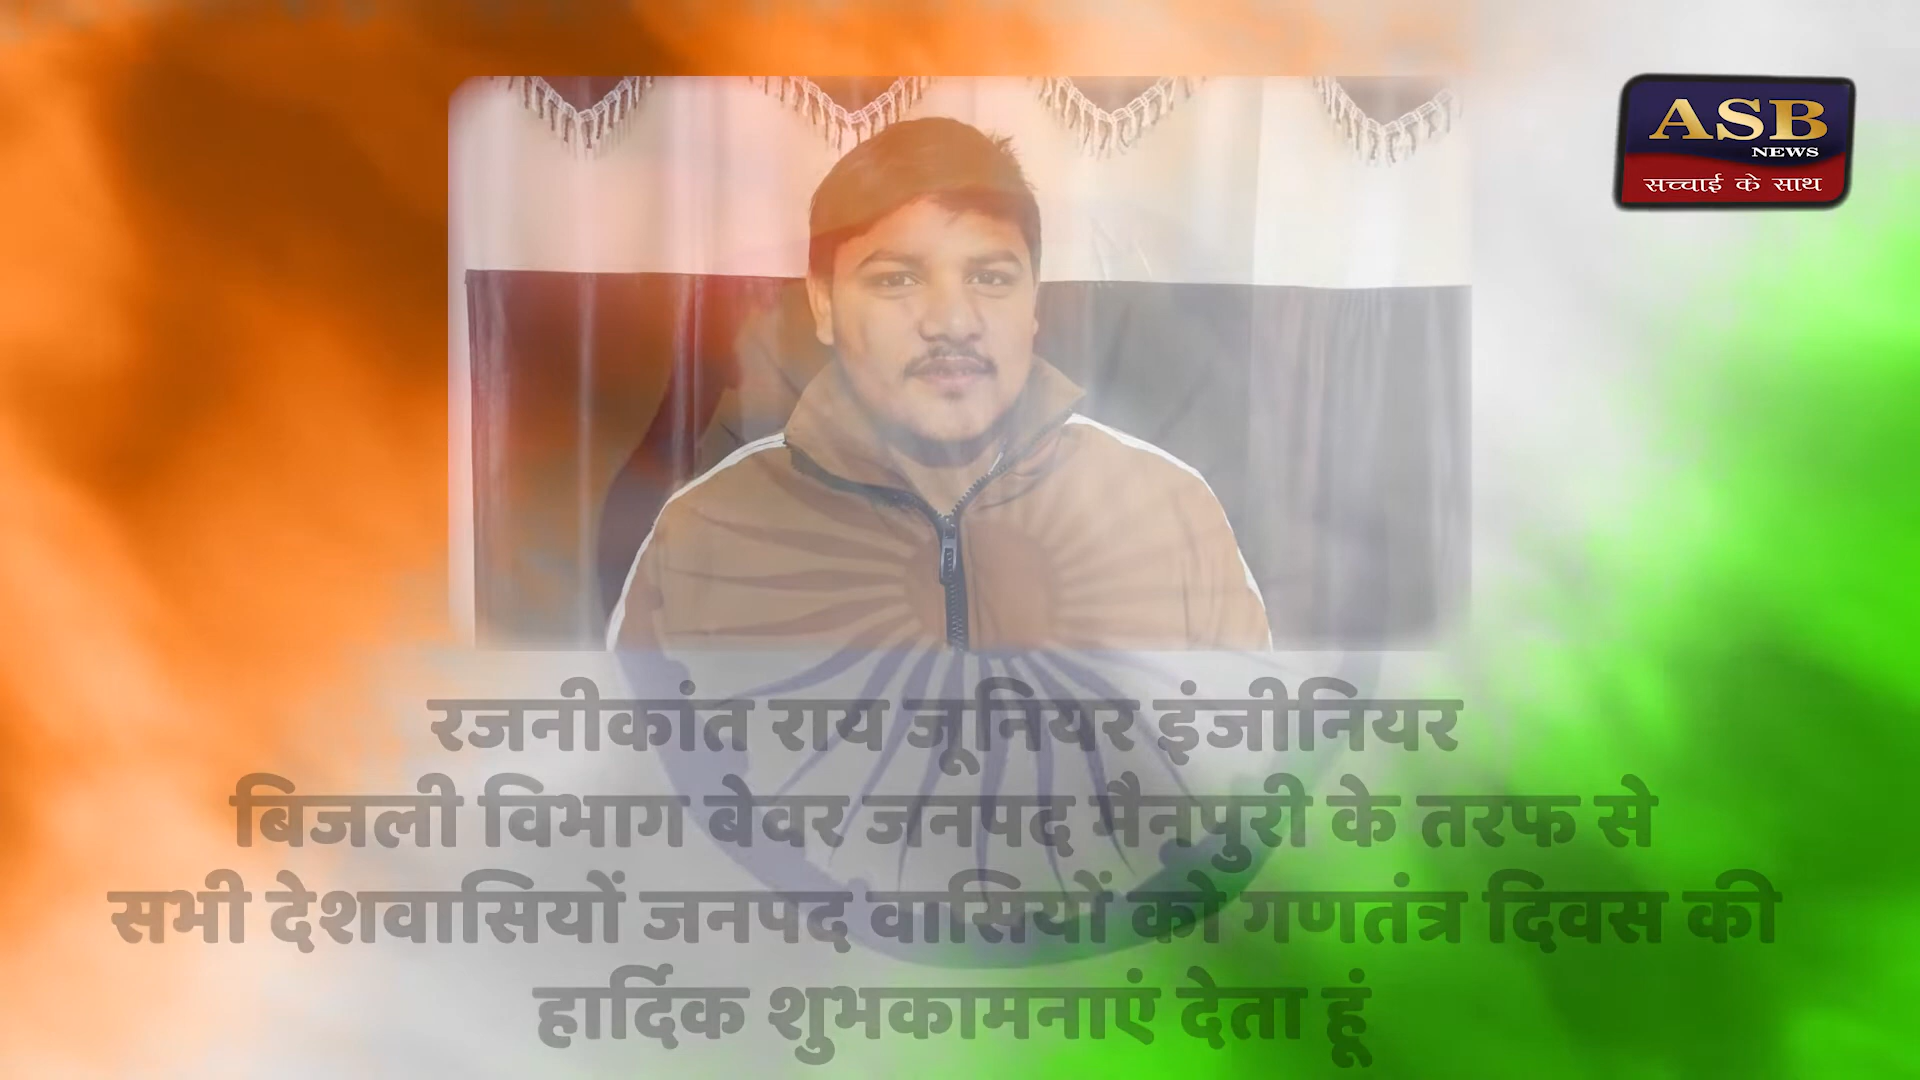 ASB
NEWS
सच्चाई के साथ
रजनीकांत राय जूनियर इंजीनियर
बिजली विभाग बेवर जनपद मैनपुरी के तरफ से
सभी देशवासियों जनपद वासियों को गणतंत्र दिवस की
हार्दिक शुभकामनाएं देता हूं